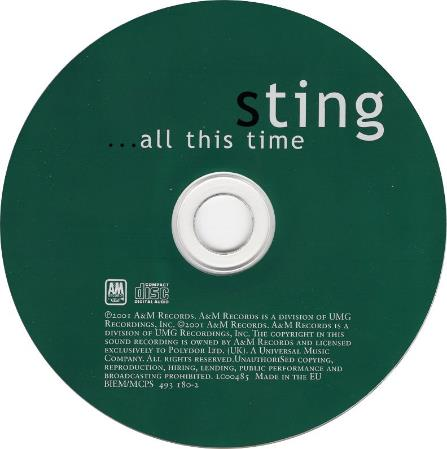 sting
...all this time
A&M
COMPACT
disc
DIGITAL AUDIO
℗2001 A&M Records. A&M Records is a division of UMG
Recordings, Inc. ©2001 A&M Records. A&M Records is a
division of UMG Recordings, Inc. The copyright in this
sound recording is owned by A&M Records and licensed
exclusively to Polydor Ltd. (UK). A Universal Music
Company. All rights reserved.UnauthoriSed copying,
reproduction, hiring, lending, public performance and
broadcasting prohibited. LC00485 Made in the EU
BIEM/MCPS 493 180-2